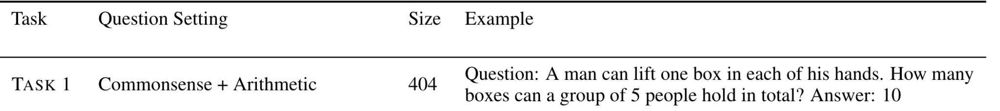 Task Question Setting Size Example
TASK 1 Commonsense + Arithmetic 404 Question: A man can lift one box in each of his hands. How many
boxes can a group of 5 people hold in total? Answer: 10